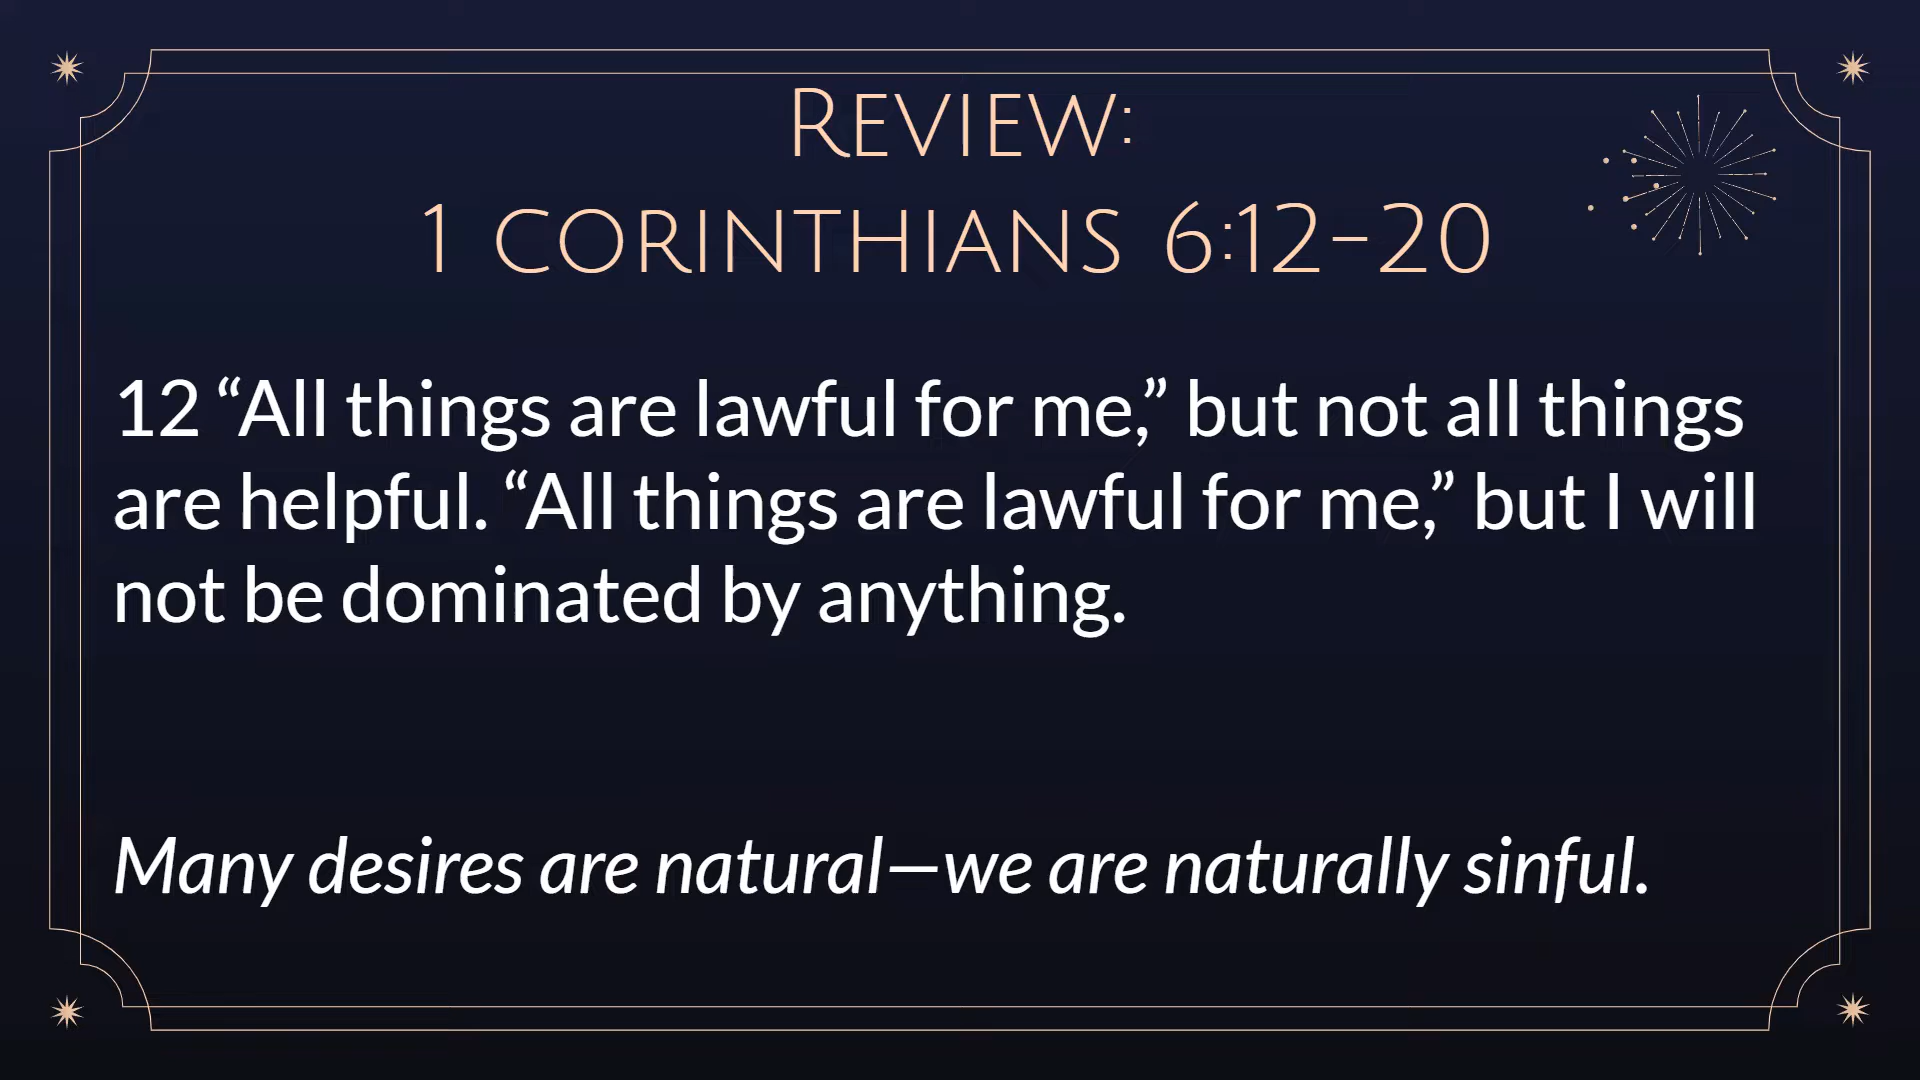 Review:
1 Corinthians 6:12-20
12 “All things are lawful for me,” but not all things
are helpful. “All things are lawful for me,” but I will
not be dominated by anything.
Many desires are natural—we are naturally sinful.